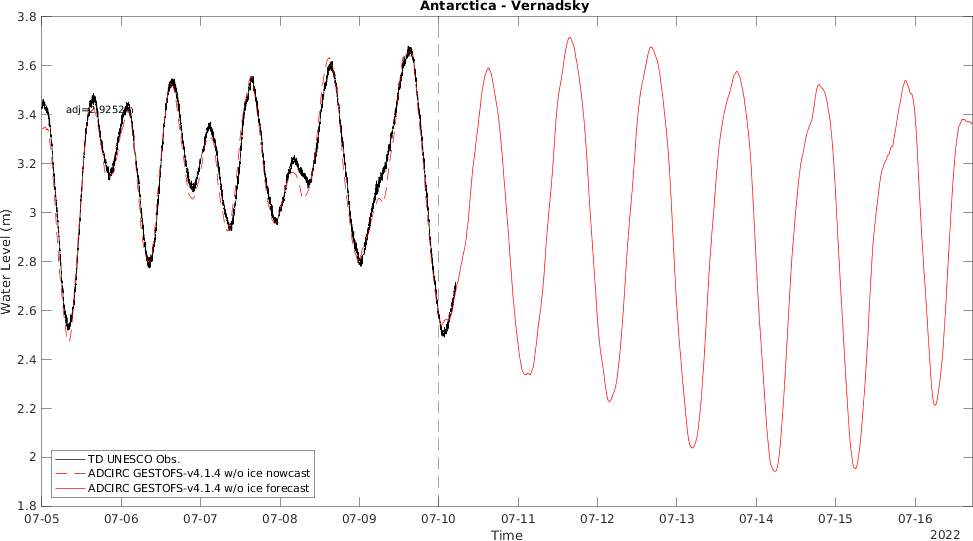 Antarctica - Vernadsky
3.8
3.6
3.4
3.2
3
2.8
2.6
2.4
2.2
2
1.8
Water Level (m)
TD UNESCO Obs.
ADCIRC GESTOFS-v4.1.4 w/o ice nowcast
ADCIRC GESTOFS-v4.1.4 w/o ice forecast
07-05 07-06 07-07 07-08 07-09 07-10 07-11 07-12 07-13 07-14 07-15 07-16
Time
2022